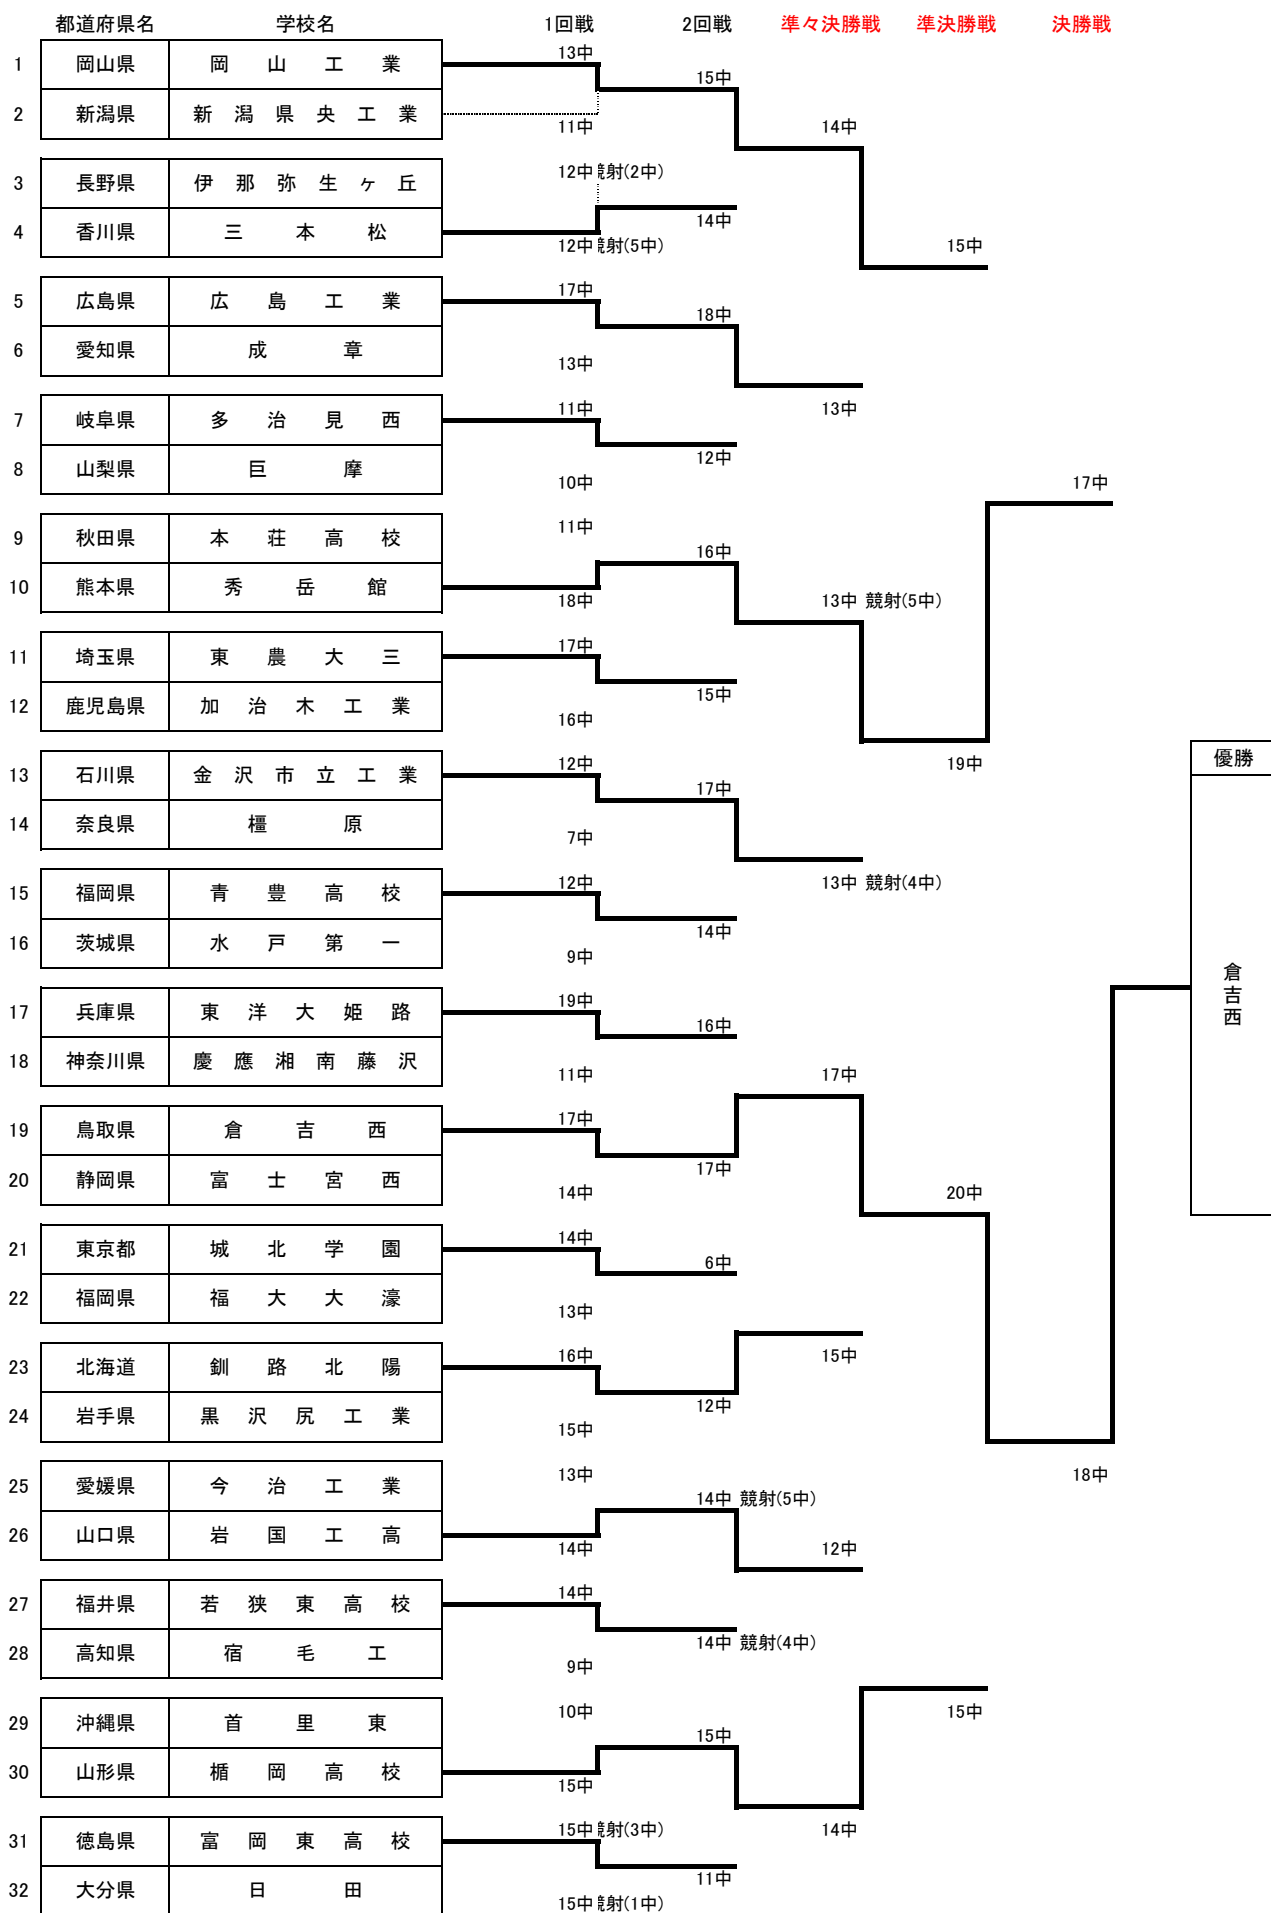 都道府県名 学校名 1回戦 2回戦 準々決勝戦 準決勝戦 決勝戦
13中
1 岡山県 岡山工業
15中
2 新潟県 新潟県央工業
11中 14中
12中 競射(2中)
3 長野県 伊那弥生ヶ丘
14中
4 香川県 三本松
12中 競射(5中) 15中
17中
5 広島県 広島工業
18中
6 愛知県 成章
13中
11中 13中
7 岐阜県 多治見西
12中
8 山梨県 巨摩
10中 17中
11中
9 秋田県 本荘高校
16中
10 熊本県 秀岳館
18中 13中 競射(5中)
17中
11 埼玉県 東農大三
15中
12 鹿児島県 加治木工業
16中
優勝
12中 19中
13 石川県 金沢市立工業
17中
14 奈良県 橿原
7中
12中 13中 競射(4中)
15 福岡県 青豊高校
14中
16 茨城県 水戸第一
9中
倉吉西
19中
17 兵庫県 東洋大姫路
16中
18 神奈川県 慶應湘南藤沢
11中 17中
17中
19 鳥取県 倉吉西
17中
20 静岡県 富士宮西
14中 20中
14中
21 東京都 城北学園
6中
22 福岡県 福大大濠
13中
16中 15中
23 北海道 釧路北陽
12中
24 岩手県 黒沢尻工業
15中
13中 18中
25 愛媛県 今治工業
14中 競射(5中)
26 山口県 岩国工高
14中 12中
14中
27 福井県 若狭東高校
14中 競射(4中)
28 高知県 宿毛工
9中
10中 15中
29 沖縄県 首里東
15中
30 山形県 楯岡高校
15中
15中 競射(3中) 14中
31 徳島県 富岡東高校
11中
32 大分県 日田
15中 競射(1中)